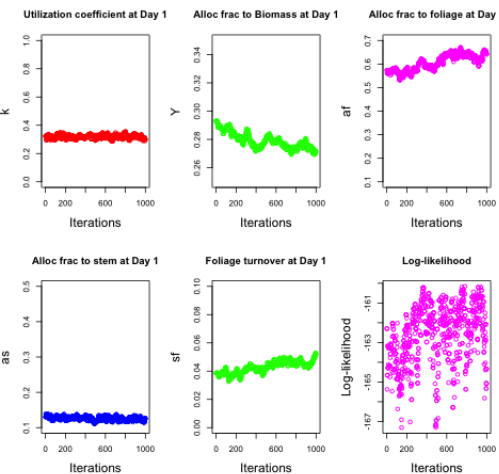 Utilization coefficient at Day 1
Alloc frac to Biomass at Day 1
Alloc frac to foliage at Day
k
0.0 0.2 0.4 0.6 0.8 1.0
0 200 600 1000
Iterations
Y
0.26 0.28 0.30 0.32 0.34
0 200 600 1000
Iterations
af
0.1 0.2 0.3 0.4 0.5 0.6 0.7
0 200 600 1000
Iterations
Alloc frac to stem at Day 1
Foliage turnover at Day 1
Log-likelihood
as
0.1 0.2 0.3 0.4 0.5
0 200 600 1000
Iterations
sf
0.00 0.02 0.04 0.06 0.08 0.10
0 200 600 1000
Iterations
Log-likelihood
-167 -165 -163 -161
0 200 600 1000
Iterations